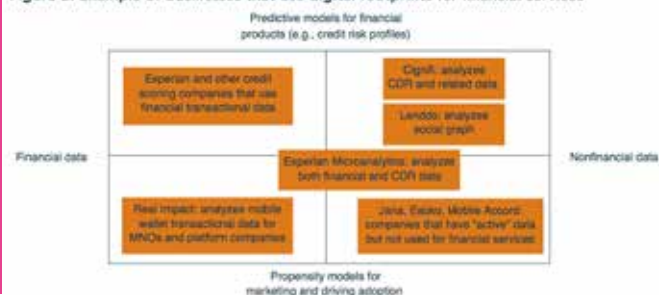 Predictive models for financial
products (e.g., credit risk profiles)
Experian and other credit
scoring companies that use
financial transactional data
Cignifi: analyzes
CDR and related data
Lenddo: analyzes
social graph
Financial data
Nonfinancial data
Experian Microanalytics: analyzes
both financial and CDR data
Real Impact: analyzes mobile
wallet transactional data for
MNOs and platform companies
Jana, Mobile Accord:
companies that have "active" data
but not used for financial services
Propensity models for
marketing and driving adoption